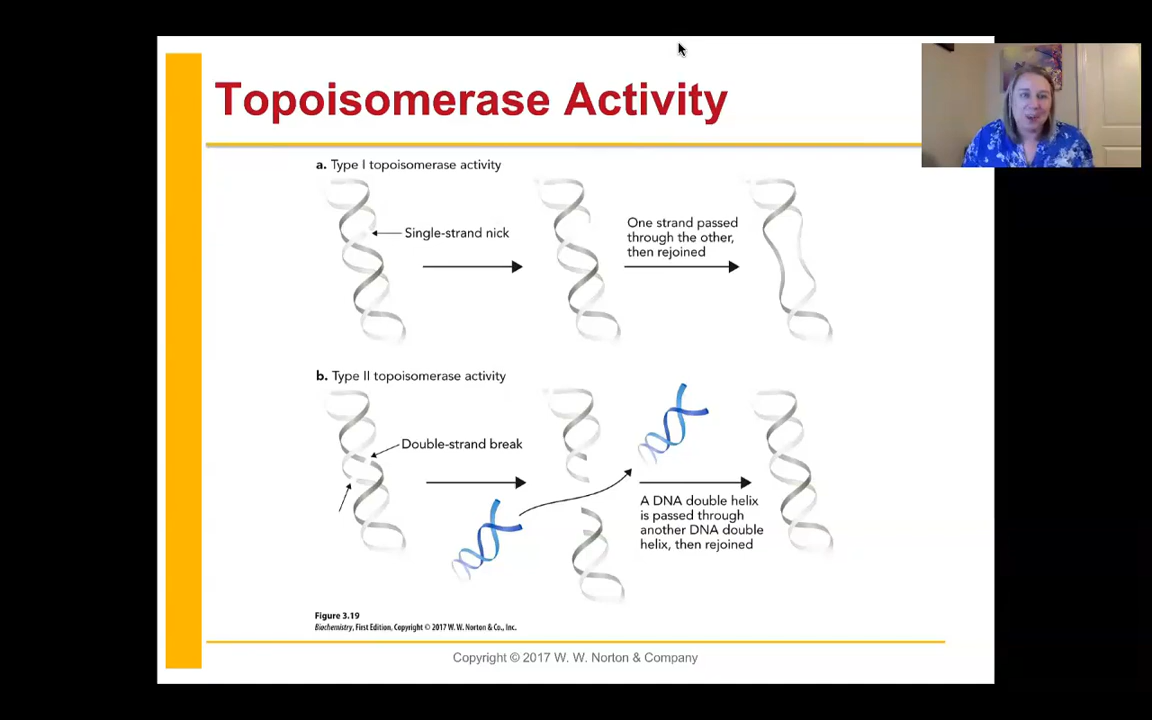 Topoisomerase Activity
a. Type I topoisomerase activity
Single-strand nick
One strand passed
through the other,
then rejoined
b. Type II topoisomerase activity
Double-strand break
A DNA double helix
is passed through
another DNA double
helix, then rejoined
Figure 3.19
Biochemistry, First Edition, Copyright © 2017 W. W. Norton & Co., Inc.
Copyright © 2017 W. W. Norton & Company